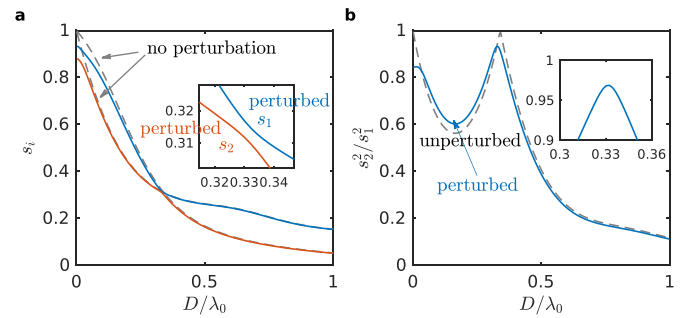 a
1
0.8
0.6
0.4
0.2
0
s_i
no perturbation
perturbed
s_1
perturbed
s_2
0.32
0.31
0.32 0.33 0.34
0 0.5 1
D/λ_0
b
1
0.8
0.6
0.4
0.2
0
s_2^2/s_1^2
unperturbed
perturbed
1
0.95
0.9
0.3 0.33 0.36
0 0.5 1
D/λ_0